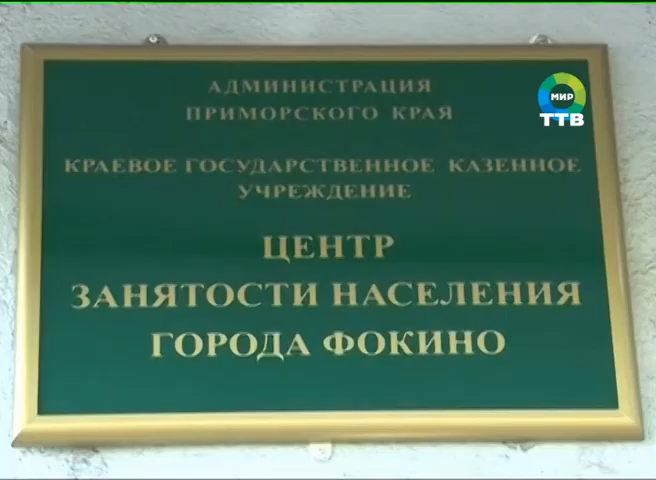 АДМИНИСТРАЦИЯ
ПРИМОРСКОГО КРАЯ
МИР
ТТВ
КРАЕВОЕ ГОСУДАРСТВЕННОЕ КАЗЕННОЕ
УЧРЕЖДЕНИЕ
ЦЕНТР
ЗАНЯТОСТИ НАСЕЛЕНИЯ
ГОРОДА ФОКИНО